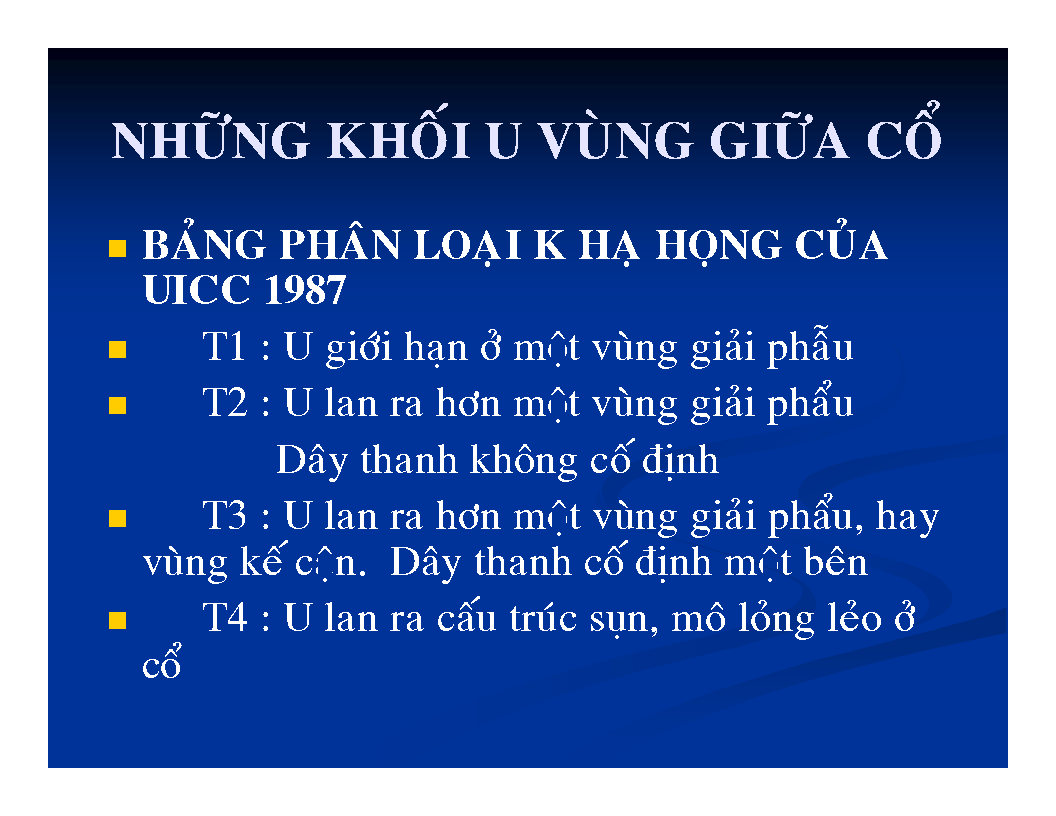 NHỮNG KHỐI U VÙNG GIỮA CỔ
BẢNG PHÂN LOẠI K HẠ HỌNG CỦA
UICC 1987
T1 : U giới hạn ở một vùng giải phẫu
T2 : U lan ra hơn một vùng giải phẩu
Dây thanh không cố định
T3 : U lan ra hơn một vùng giải phẩu, hay
vùng kế cận. Dây thanh cố định một bên
T4 : U lan ra cấu trúc sụn, mô lỏng lẻo ở
cổ